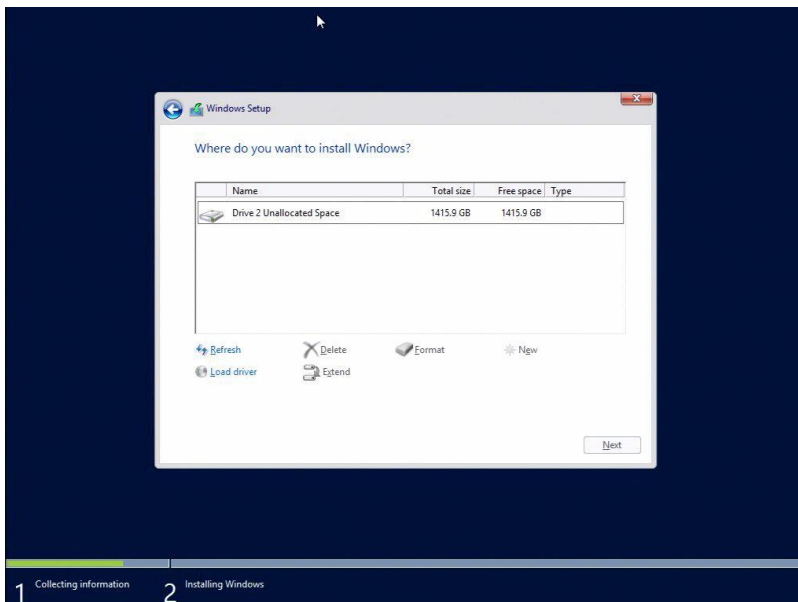 Windows Setup
Where do you want to install Windows?
Name Total size Free space Type
Drive 2 Unallocated Space 1415.9 GB 1415.9 GB
Refresh Delete Format New
Load driver Extend
Next
1 Collecting information 2 Installing Windows